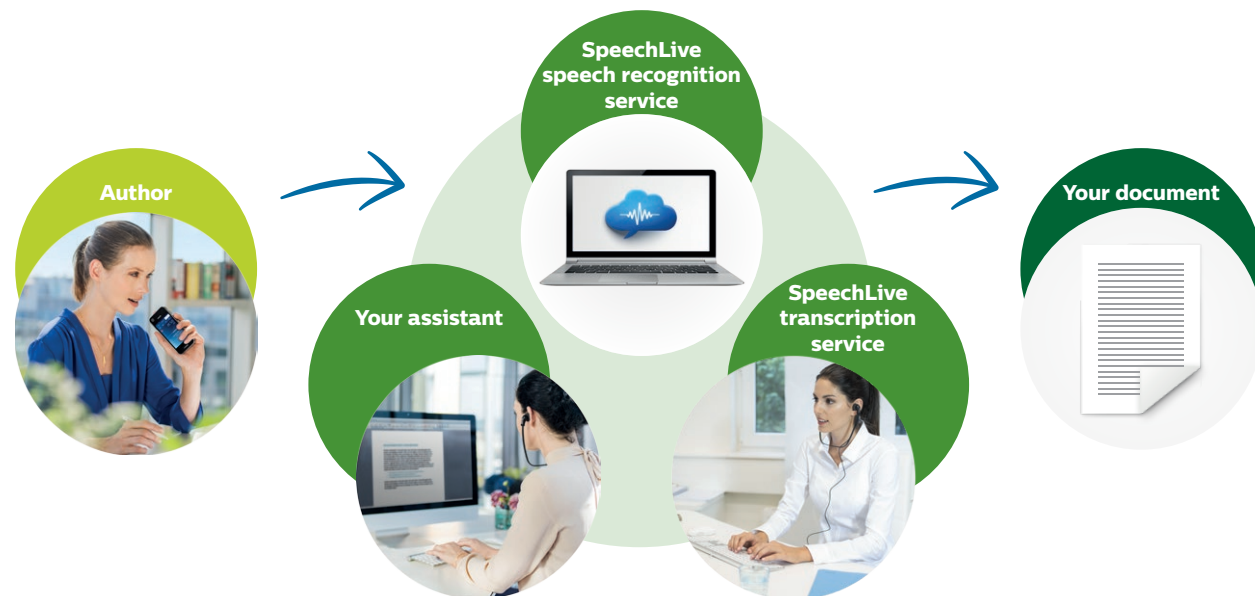 Author
SpeechLive
speech recognition
service
Your assistant
SpeechLive
transcription
service
Your document